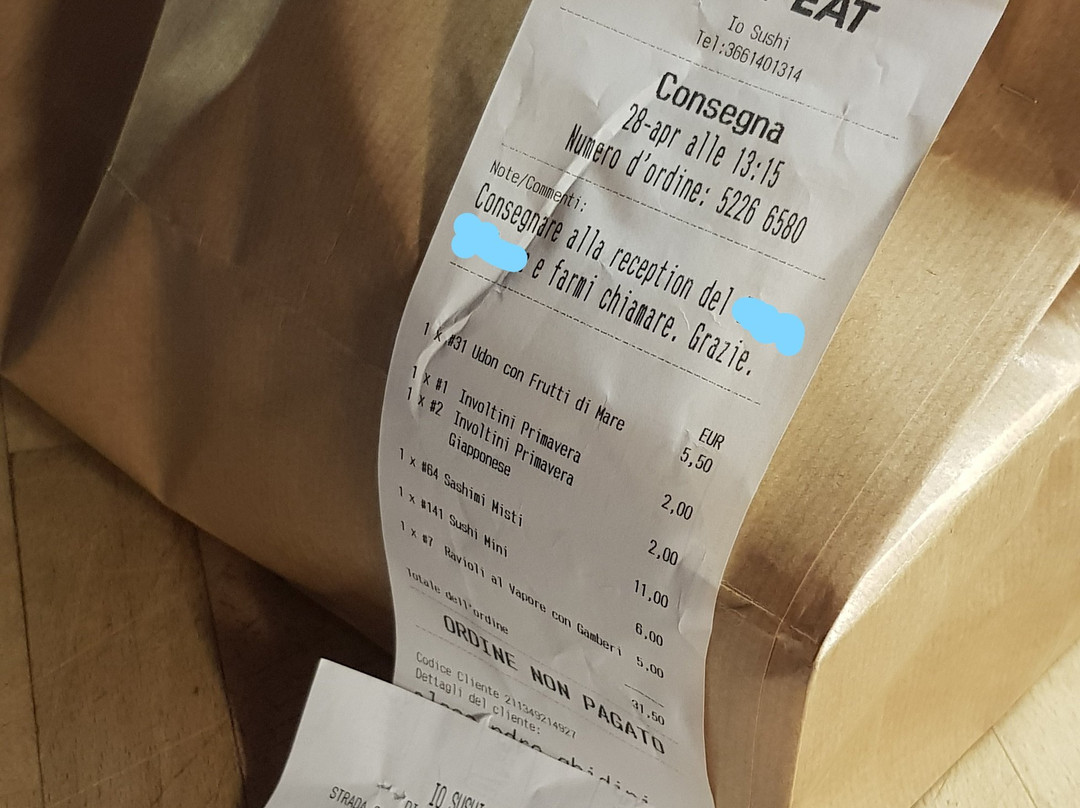 EAT
Io Sushi
Tel:3661401314
Consegna
28-apr alle 13:15
Numero d'ordine: 5226 6580
Note/Commenti:
Consegnare alla reception del
e farmi chiamare. Grazie.
EUR
1 x #31 Udon con Frutti di Mare 5,50
1 x #1 Involtini Primavera 2,00
1 x #2 Involtini Primavera
Giapponese 2,00
1 x #64 Sashimi Misti 11,00
1 x #141 Sushi Mini 6,00
1 x #7 Ravioli al Vapore con Gamberi 5,00
Totale dell'ordine 31,50
ORDINE NON PAGATO
Codice Cliente 211349214927
Dettagli del cliente:
IO SUSHI
STRADA